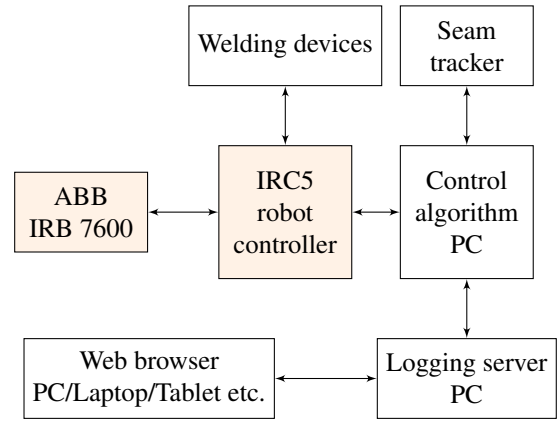 Welding devices
Seam
tracker
ABB
IRB 7600
IRC5
robot
controller
Control
algorithm
PC
Web browser
PC/Laptop/Tablet etc.
Logging server
PC